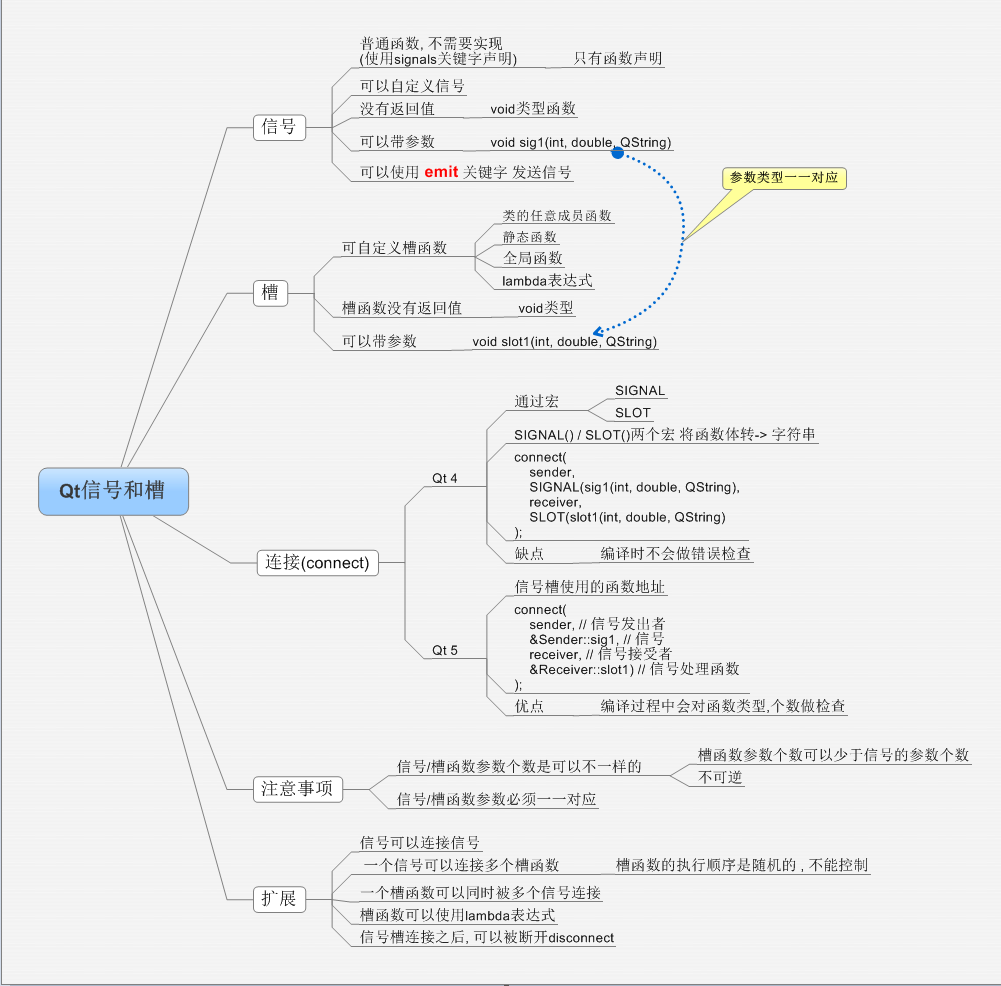 普通函数, 不需要实现
(使用signals关键字声明)
只有函数声明
可以自定义信号
信号
没有返回值
void类型函数
可以带参数
void sig1(int, double, QString)
可以使用 emit 关键字 发送信号
参数类型一一对应
类的任意成员函数
可自定义槽函数
静态函数
全局函数
lambda表达式
槽
槽函数没有返回值
void类型
可以带参数
void slot1(int, double, QString)
Qt信号和槽
连接(connect)
Qt 4
通过宏
SIGNAL
SLOT
SIGNAL() / SLOT()两个宏 将函数体转-> 字符串
connect(
sender,
SIGNAL(sig1(int, double, QString),
receiver,
SLOT(slot1(int, double, QString)
);
缺点
编译时不会做错误检查
Qt 5
信号槽使用的函数地址
connect(
sender, // 信号发出者
&Sender::sig1, // 信号
receiver, // 信号接受者
&Receiver::slot1) // 信号处理函数
);
优点
编译过程中会对函数类型,个数做检查
注意事项
信号/槽函数参数个数是可以不一样的
槽函数参数个数可以少于信号的参数个数
不可逆
信号/槽函数参数必须一一对应
扩展
信号可以连接信号
一个信号可以连接多个槽函数
槽函数的执行顺序是随机的 , 不能控制
一个槽函数可以同时被多个信号连接
槽函数可以使用lambda表达式
信号槽连接之后, 可以被断开disconnect